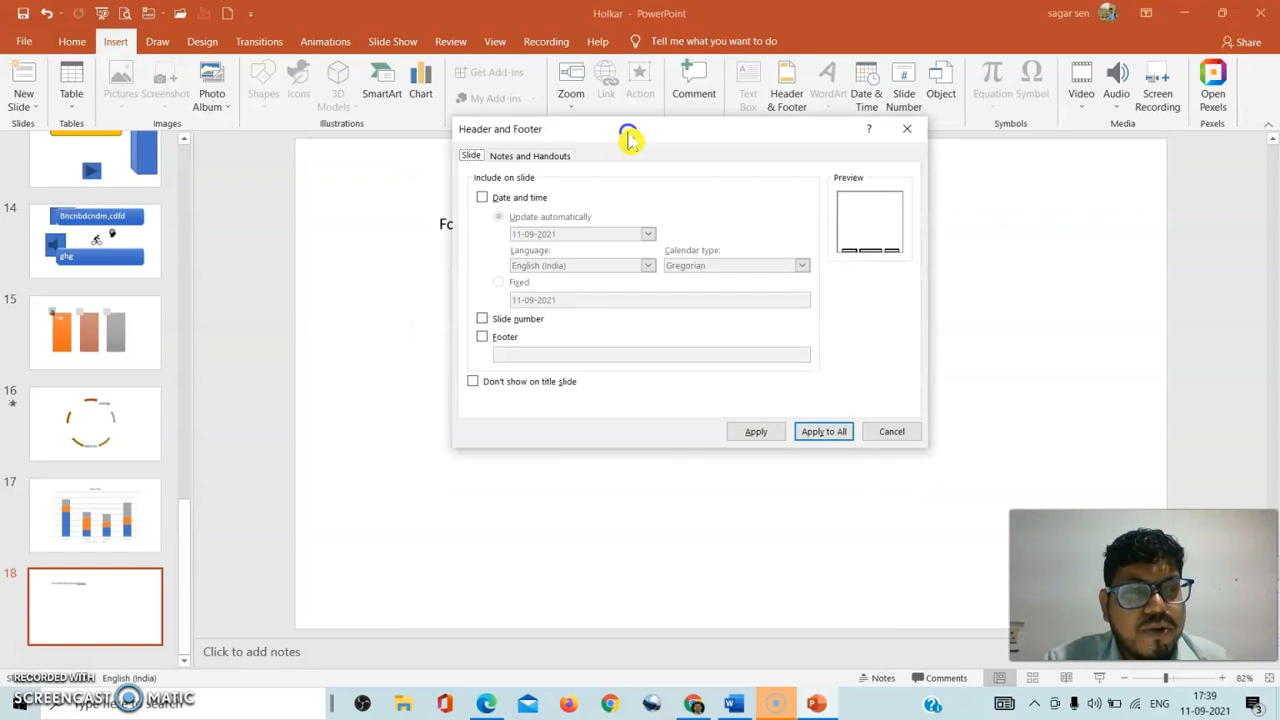 Holkar - PowerPoint
sagar sen
File Home Insert Draw Design Transitions Animations Slide Show Review View Recording Help Tell me what you want to do Share
New Slide
Table
Pictures
Screenshot
Photo Album
Shapes
Icons
3D Models
SmartArt
Chart
Get Add-ins
My Add-ins
Zoom
Link
Action
Comment
Text Box
Header & Footer
WordArt
Date & Time
Slide Number
Object
Equation
Symbol
Video
Audio
Screen Recording
Open Pexels
Tables
Images
Illustrations
Symbols
Media
Pexels
Header and Footer
Slide
Notes and Handouts
Include on slide
Date and time
Update automatically
11-09-2021
Language:
Calendar type:
English (India)
Gregorian
Fixed
11-09-2021
Slide number
Footer
Don't show on title slide
Preview
Apply
Apply to All
Cancel
Fo
14
Bncnbdcndm,cdfd
ghg
15
16
17
18
Click to add notes
English (India)
Notes
Comments
82%
RECORDED WITH
SCREENCAST MATIC
ENG
17:39
11-09-2021
3